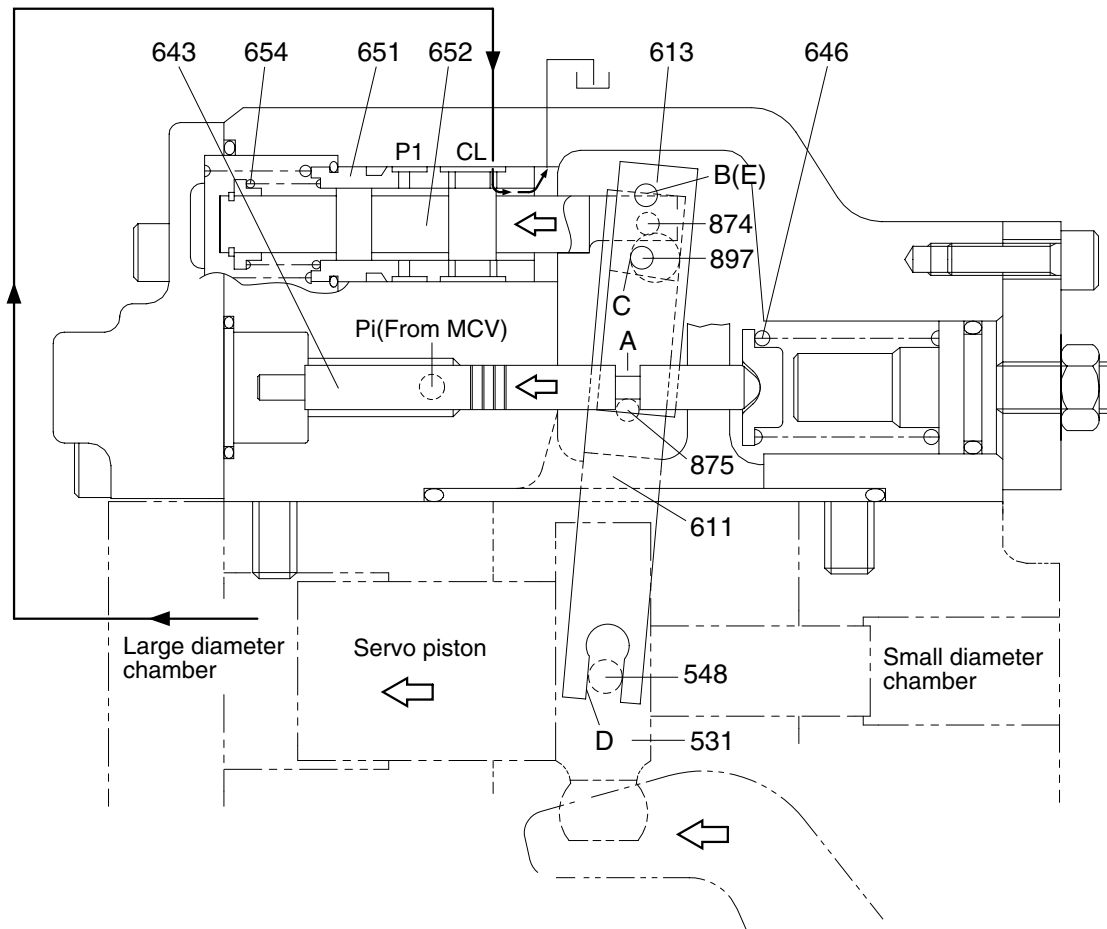 643
654
651
652
613
646
P1
CL
B(E)
874
897
C
Pi(From MCV)
A
875
611
Large diameter
chamber
Servo piston
548
Small diameter
chamber
D
531